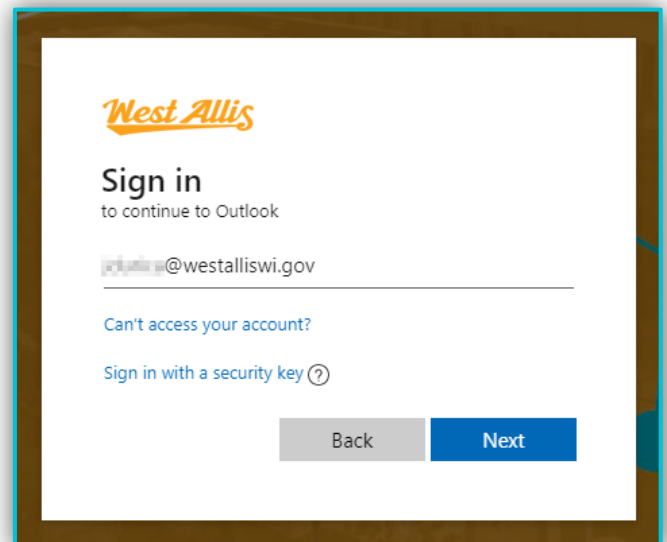 West Allis
Sign in
to continue to Outlook
@westalliswi.gov
Can't access your account?
Sign in with a security key
Back Next